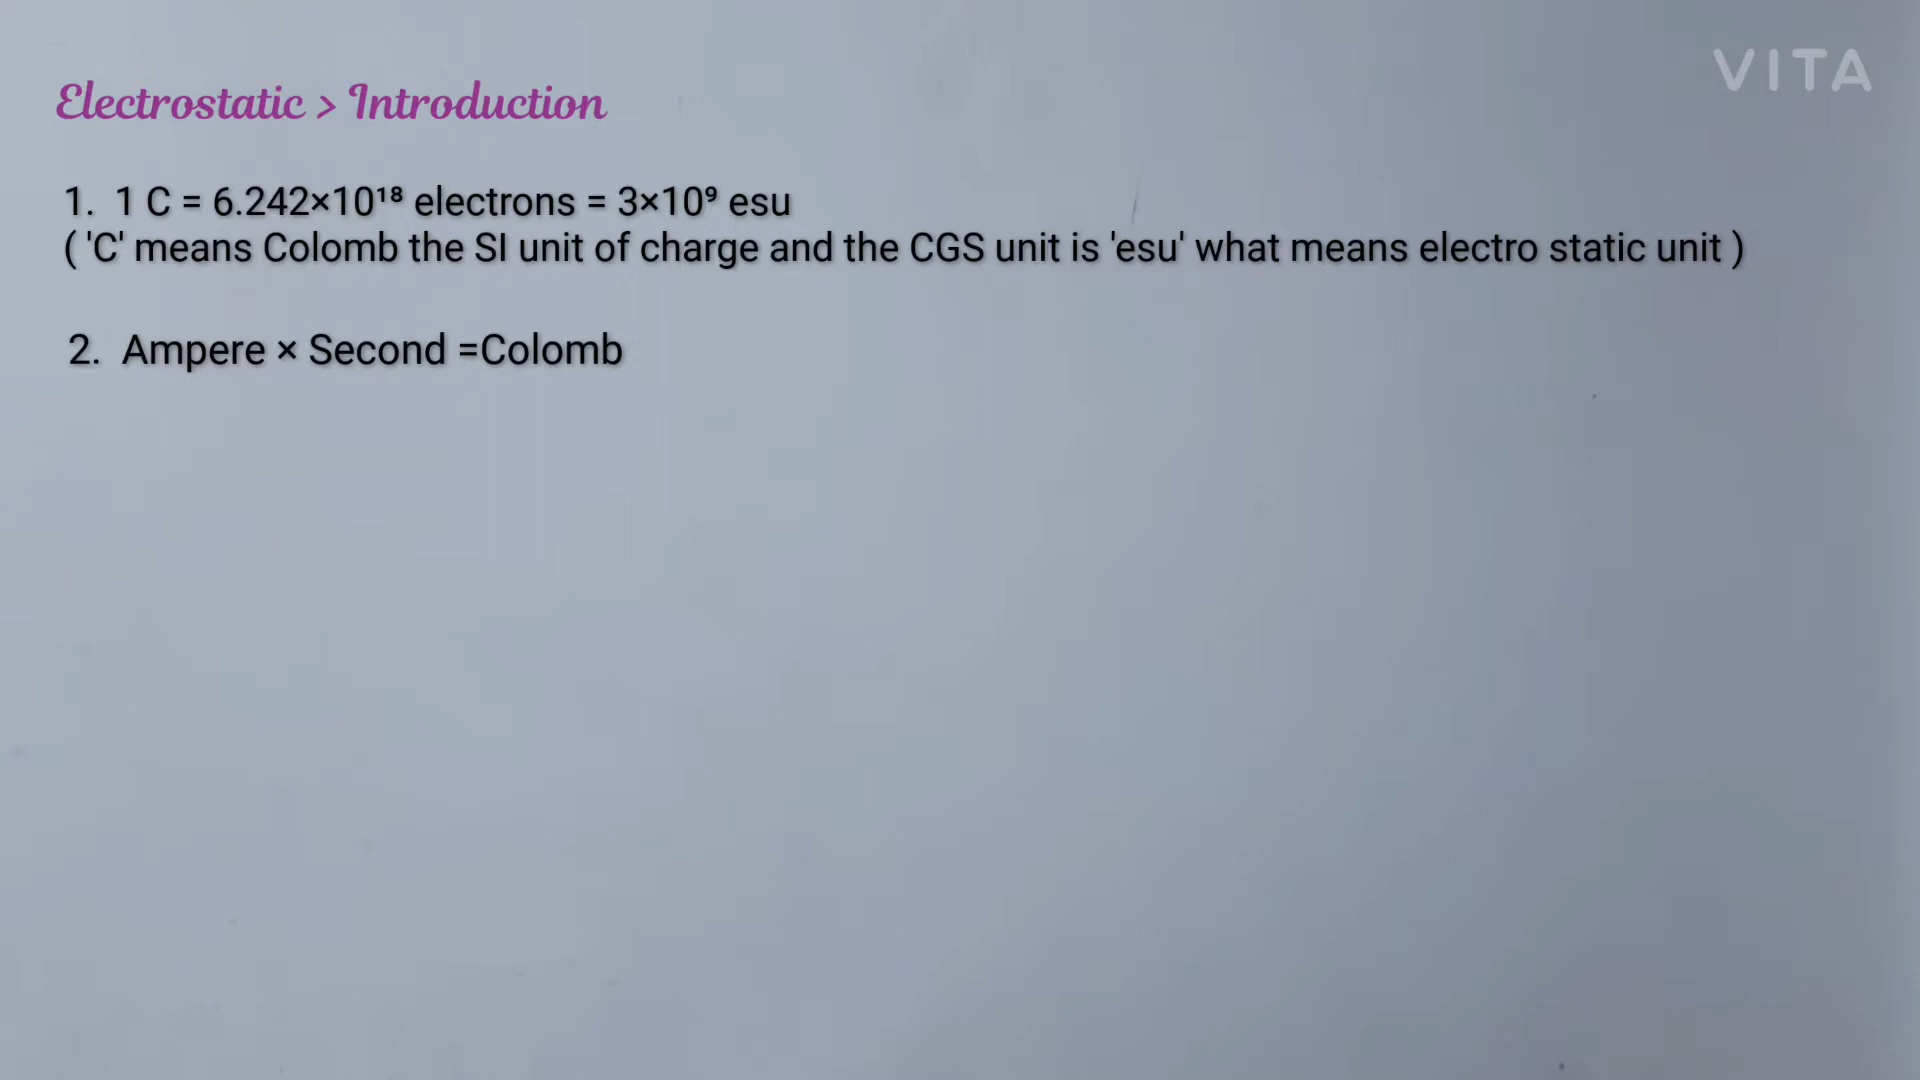 VITA
Electrostatic > Introduction
1. 1 C = 6.242×10¹⁸ electrons = 3×10⁹ esu
( 'C' means Colomb the SI unit of charge and the CGS unit is 'esu' what means electro static unit )
2. Ampere × Second =Colomb